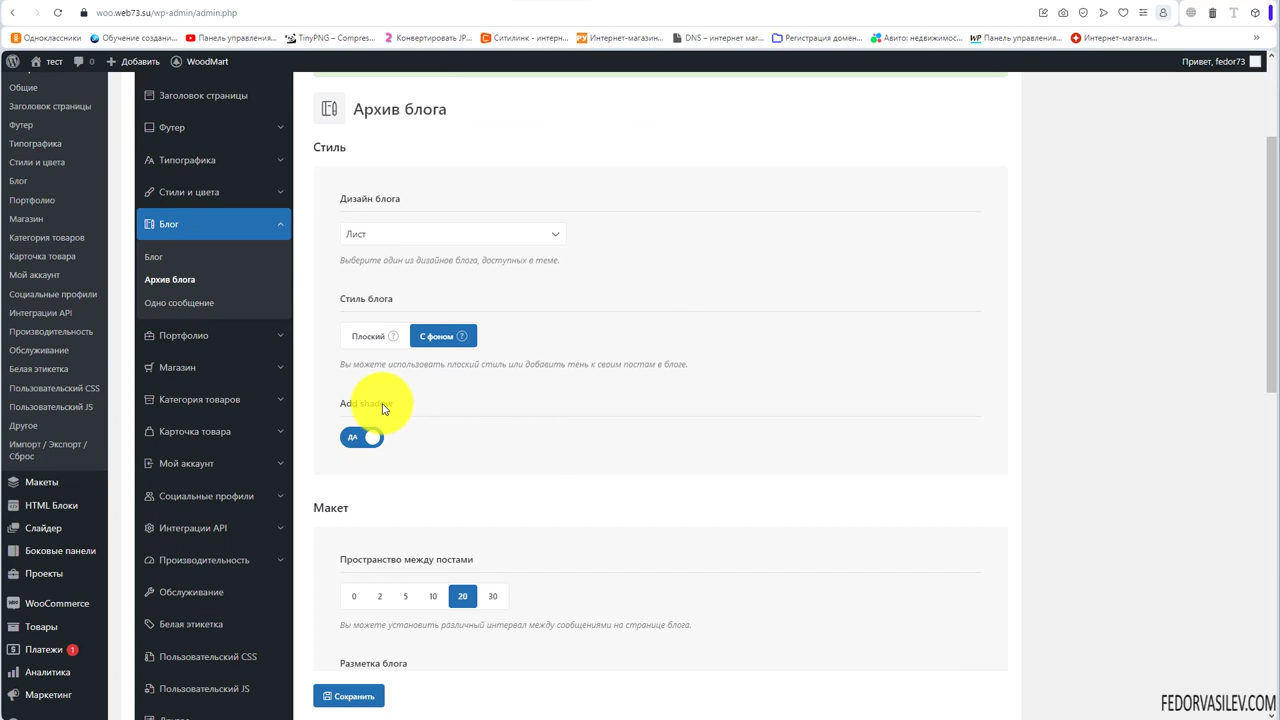 woo.web73.su/wp-admin/admin.php
Одноклассники
Обучение создани...
Панель управления...
TinyPNG – Compres...
Конвертировать JP...
Ситилинк - интерн...
Интернет-магазин...
DNS – интернет маг...
Регистрация домен...
Авито: недвижимос...
Панель управления...
Интернет-магазин...
тест
0
Добавить
WoodMart
Привет, fedor73
Общие
Заголовок страницы
Футер
Типографика
Стили и цвета
Блог
Портфолио
Магазин
Категория товаров
Карточка товара
Мой аккаунт
Социальные профили
Интеграции API
Производительность
Обслуживание
Белая этикетка
Пользовательский CSS
Пользовательский JS
Другое
Импорт / Экспорт /
Сброс
Макеты
HTML Блоки
Слайдер
Боковые панели
Проекты
WooCommerce
Товары
Платежи 1
Аналитика
Маркетинг
Заголовок страницы
Футер
Типографика
Стили и цвета
Блог
Блог
Архив блога
Одно сообщение
Портфолио
Магазин
Категория товаров
Карточка товара
Мой аккаунт
Социальные профили
Интеграции API
Производительность
Обслуживание
Белая этикетка
Пользовательский CSS
Пользовательский JS
Архив блога
Стиль
Дизайн блога
Лист
Выберите один из дизайнов блога, доступных в теме.
Стиль блога
Плоский ?
С фоном ?
Вы можете использовать плоский стиль или добавить тень к своим постам в блоге.
Add shadow
ДА
Макет
Пространство между постами
0 2 5 10 20 30
Вы можете установить различный интервал между сообщениями на странице блога.
Разметка блога
Сохранить
FEDORVASILEV.COM